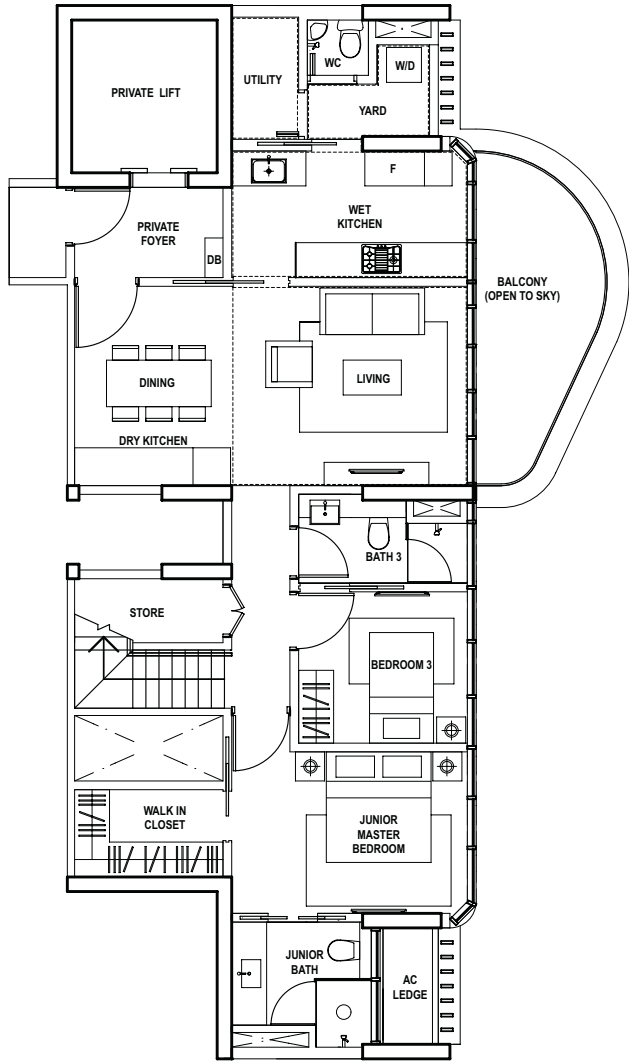 PRIVATE LIFT
UTILITY
WC
W/D
YARD
F
WET
KITCHEN
PRIVATE
FOYER
DB
BALCONY
(OPEN TO SKY)
DINING
LIVING
DRY KITCHEN
BATH 3
STORE
BEDROOM 3
WALK IN
CLOSET
JUNIOR
MASTER
BEDROOM
JUNIOR
BATH
AC
LEDGE